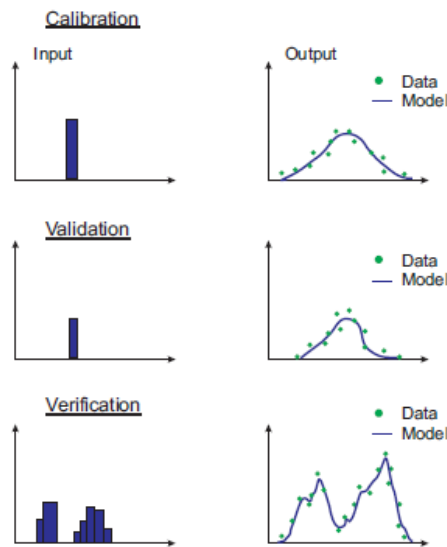 Calibration
Input
Output
Data
Model
Validation
Data
Model
Verification
Data
Model